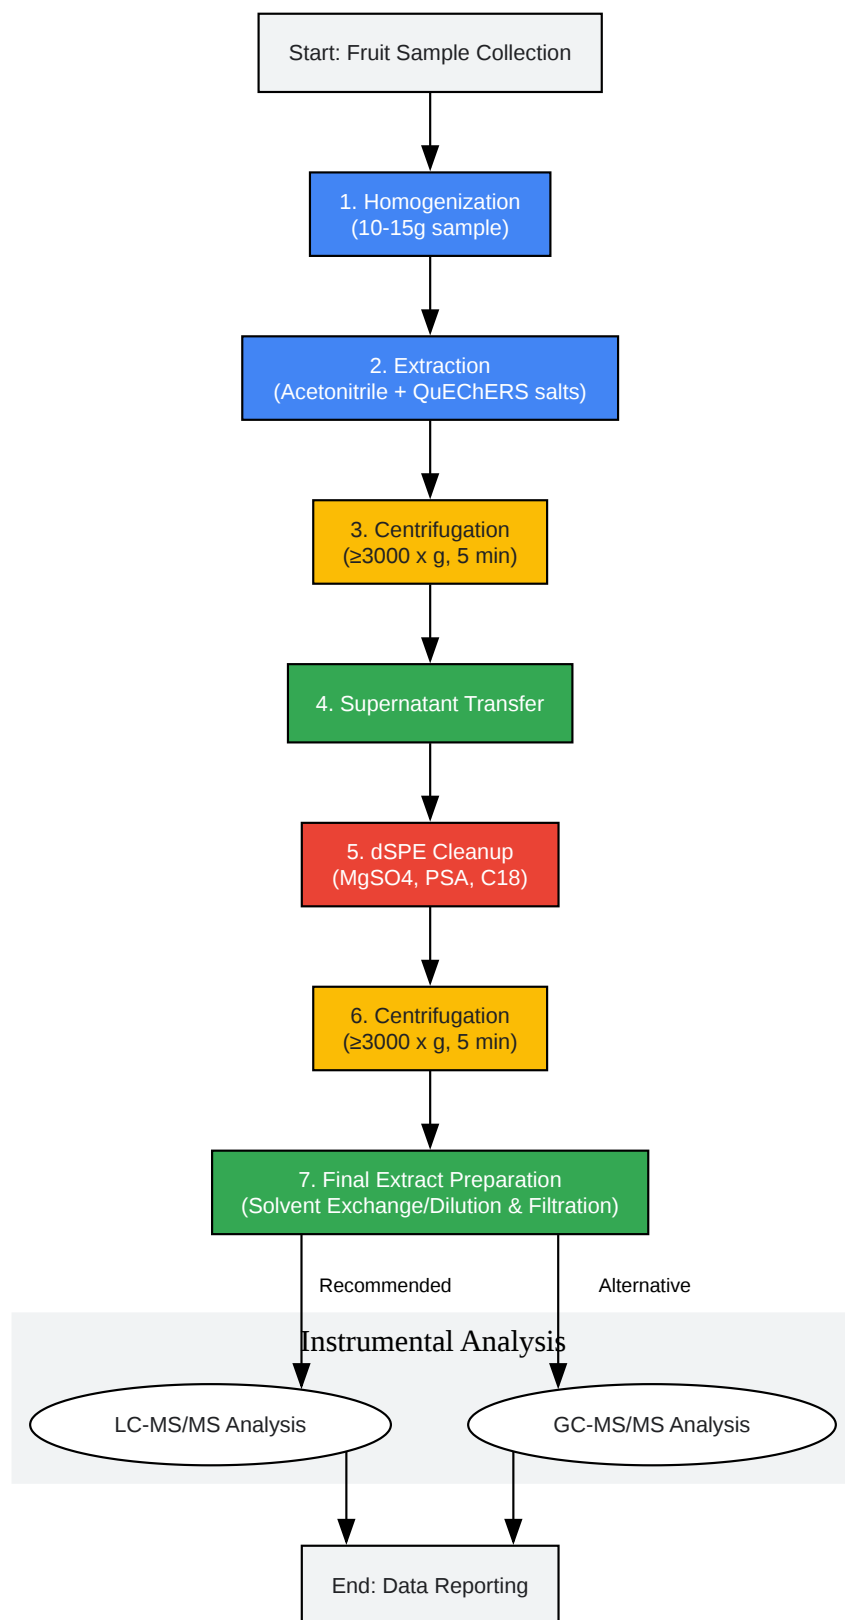 Start: Fruit Sample Collection
1. Homogenization
(10-15g sample)
2. Extraction
(Acetonitrile + QuEChERS salts)
3. Centrifugation
(≥3000 x g, 5 min)
4. Supernatant Transfer
5. dSPE Cleanup
(MgSO4, PSA, C18)
6. Centrifugation
(≥3000 x g, 5 min)
7. Final Extract Preparation
(Solvent Exchange/Dilution & Filtration)
Recommended
Alternative
Instrumental Analysis
LC-MS/MS Analysis
GC-MS/MS Analysis
End: Data Reporting